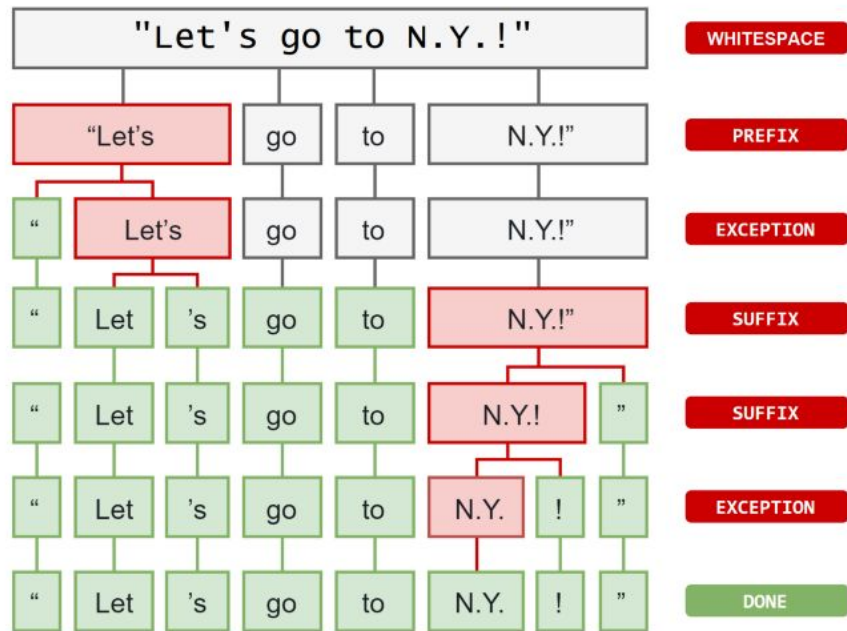 "Let's go to N.Y.!" WHITESPACE
“Let’s go to N.Y.!” PREFIX
“ Let’s go to N.Y.!” EXCEPTION
“ Let ’s go to N.Y.!” SUFFIX
“ Let ’s go to N.Y.! ” SUFFIX
“ Let ’s go to N.Y. ! ” EXCEPTION
“ Let ’s go to N.Y. ! ” DONE